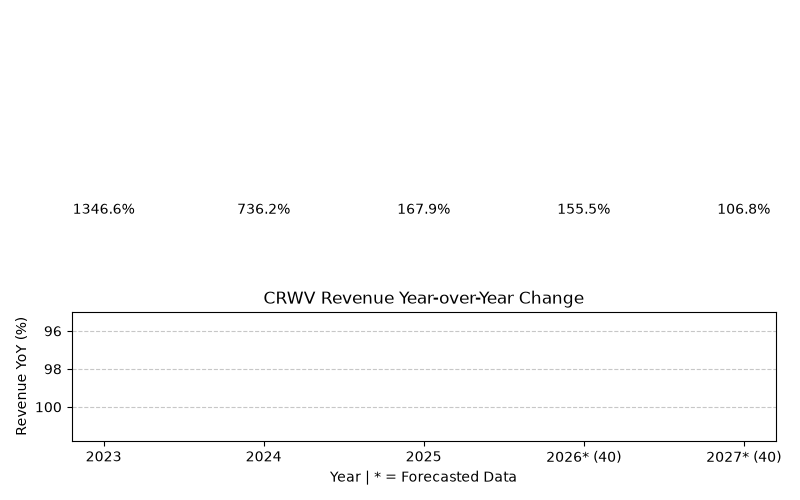 1346.6% 736.2% 167.9% 155.5% 106.8%
CRWV Revenue Year-over-Year Change
Revenue YoY (%)
96
98
100
2023 2024 2025 2026* (40) 2027* (40)
Year | * = Forecasted Data